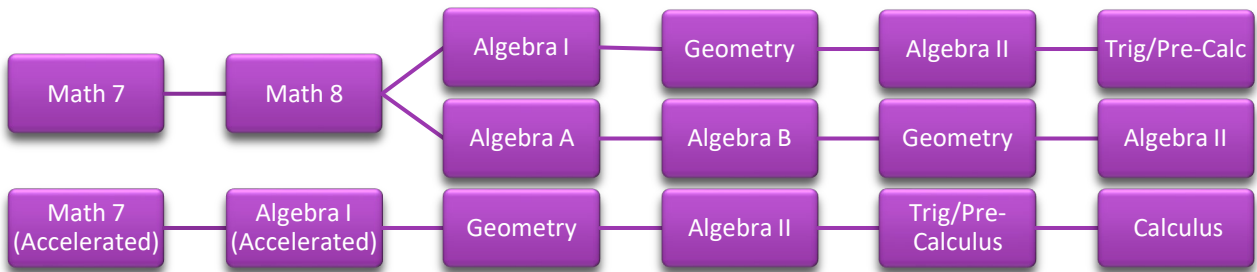 Algebra I
Geometry
Algebra II
Trig/Pre-Calc
Math 7
Math 8
Algebra A
Algebra B
Geometry
Algebra II
Math 7
(Accelerated)
Algebra I
(Accelerated)
Geometry
Algebra II
Trig/Pre-
Calculus
Calculus